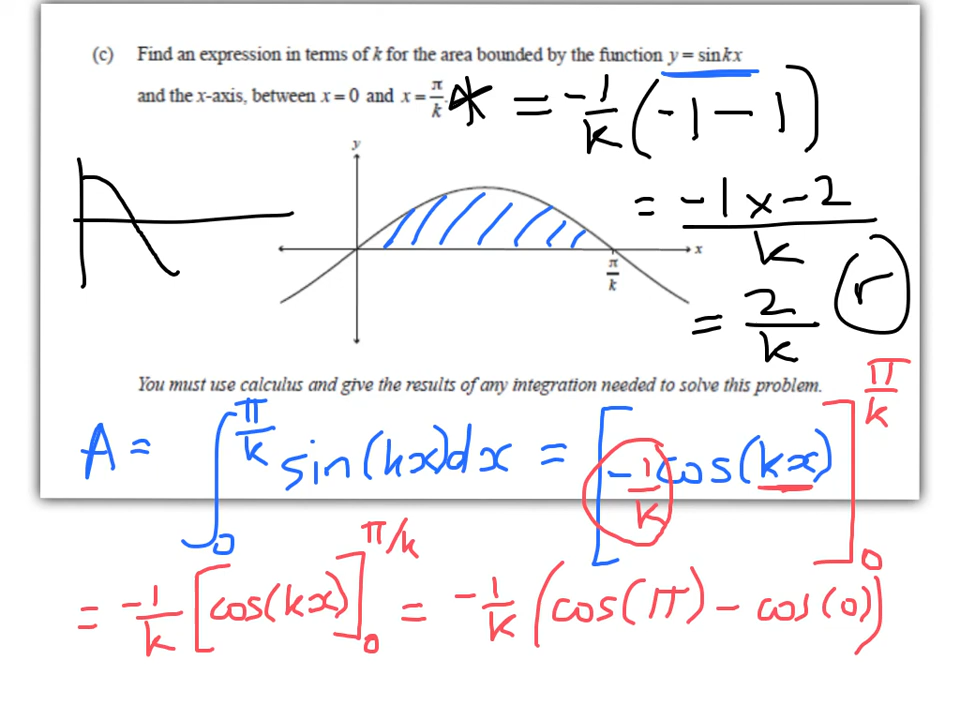 (c) Find an expression in terms of k for the area bounded by the function y = sin kx
and the x-axis, between x = 0 and x = π/k.
* = -1/k (-1 - 1)
= -1 x -2 / k
= 2/k (r)
y
x
π/k
You must use calculus and give the results of any integration needed to solve this problem.
A = ∫₀^(π/k) sin(kx)dx = [-1/k cos(kx)]₀^(π/k)
= -1/k [cos(kx)]₀^(π/k) = -1/k (cos(π) - cos(0))